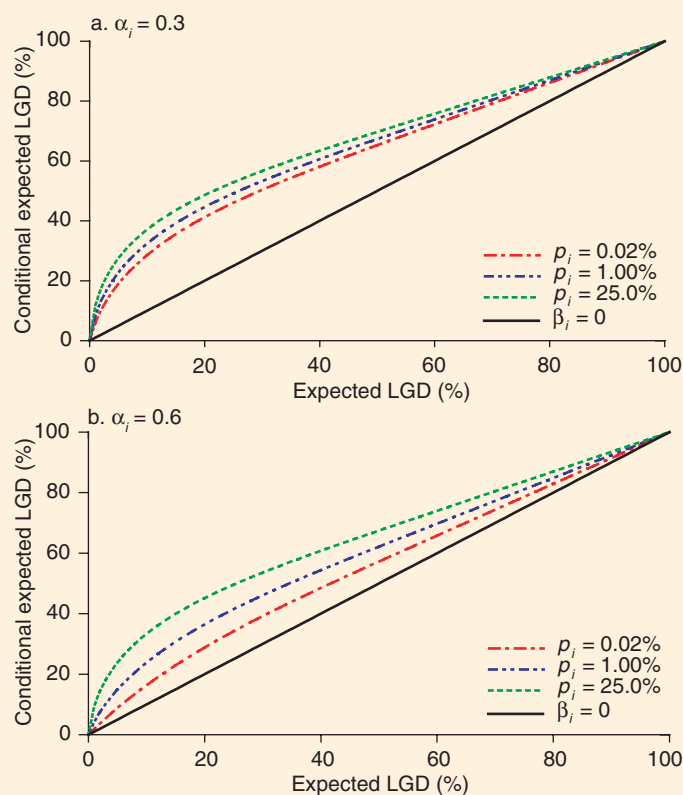 a. αᵢ = 0.3
Conditional expected LGD (%)
100
80
60
40
20
0
pᵢ = 0.02%
pᵢ = 1.00%
pᵢ = 25.0%
βᵢ = 0
0 20 40 60 80 100
Expected LGD (%)
b. αᵢ = 0.6
Conditional expected LGD (%)
100
80
60
40
20
0
pᵢ = 0.02%
pᵢ = 1.00%
pᵢ = 25.0%
βᵢ = 0
0 20 40 60 80 100
Expected LGD (%)